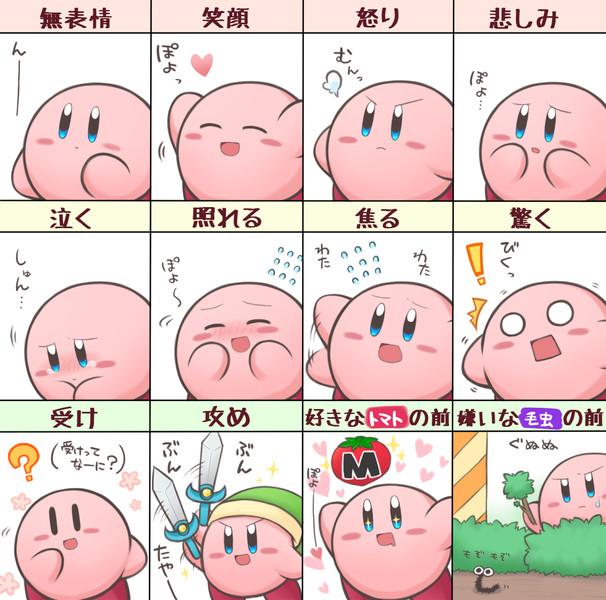 無表情
笑顔
怒り
悲しみ
ん—
ぽよっ
むんっ
ぽよ…
泣く
照れる
焦る
驚く
しゅん…
ぽよ～
わた
わた
びくっ
受け
攻め
好きなトマトの前
嫌いな毛虫の前
(受けって
なーに?)
ぶん
ぶん
たや
M
ぽよ
ぐぬぬ
もぞもぞ